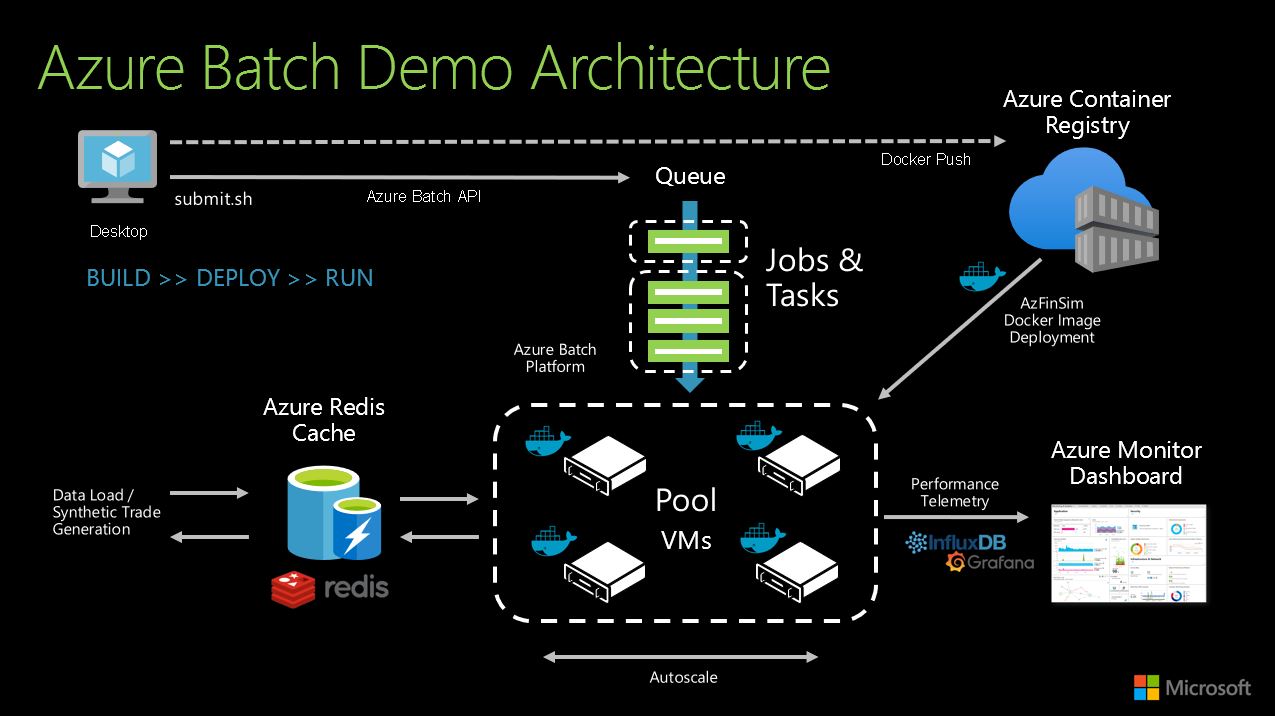 Azure Batch Demo Architecture
Azure Container
Registry
Docker Push
Queue
submit.sh
Azure Batch API
Desktop
BUILD >> DEPLOY >> RUN
Jobs &
Tasks
AzFinSim
Docker Image
Deployment
Azure Batch
Platform
Azure Redis
Cache
Azure Monitor
Dashboard
Data Load /
Synthetic Trade
Generation
Pool
VMs
Performance
Telemetry
InfluxDB
Grafana
redis
Autoscale
Microsoft